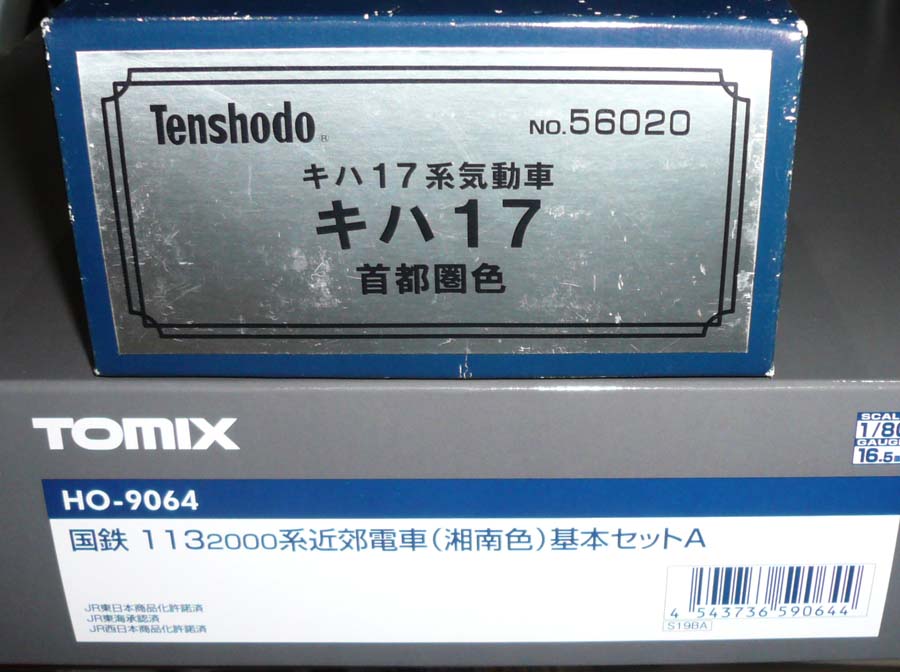 Tenshodo®
NO.56020
キハ17系気動車
キハ17
首都圏色
16
TOMIX
SCAL
1/80
GAUG
16.5
HO-9064
国鉄 113 2000系近郊電車(湘南色)基本セットA
JR東日本商品化許諾済
JR東海承認済
JR西日本商品化許諾済
4 543736 590644
S19BA